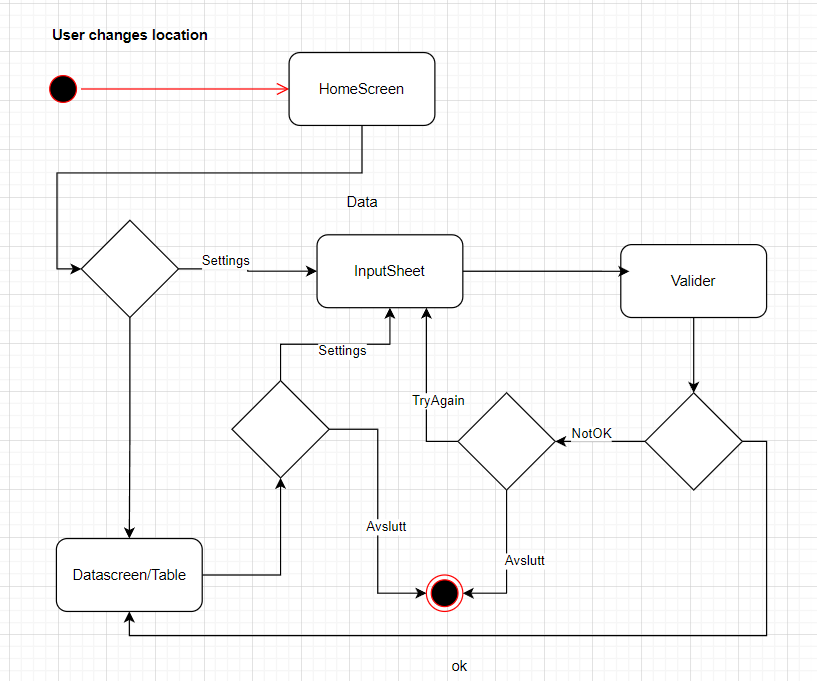 User changes location
HomeScreen
Data
Settings
InputSheet
Valider
Settings
TryAgain
NotOK
Avslutt
Avslutt
Datascreen/Table
ok